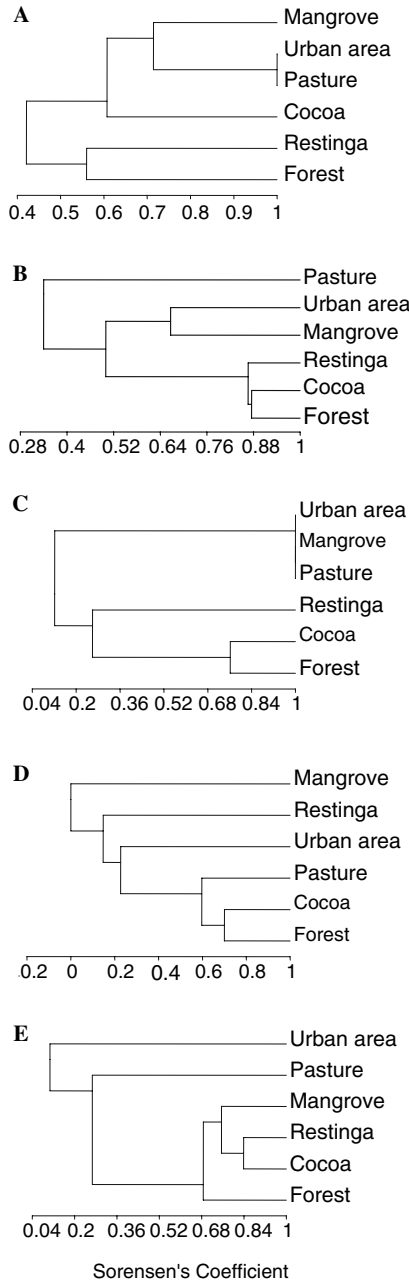 A
Mangrove
Urban area
Pasture
Cocoa
Restinga
Forest
0.4 0.5 0.6 0.7 0.8 0.9 1
B
Pasture
Urban area
Mangrove
Restinga
Cocoa
Forest
0.28 0.4 0.52 0.64 0.76 0.88 1
C
Urban area
Mangrove
Pasture
Restinga
Cocoa
Forest
0.04 0.2 0.36 0.52 0.68 0.84 1
D
Mangrove
Restinga
Urban area
Pasture
Cocoa
Forest
.0.2 0 0.2 0.4 0.6 0.8 1
E
Urban area
Pasture
Mangrove
Restinga
Cocoa
Forest
0.04 0.2 0.36 0.52 0.68 0.84 1
Sorensen's Coefficient